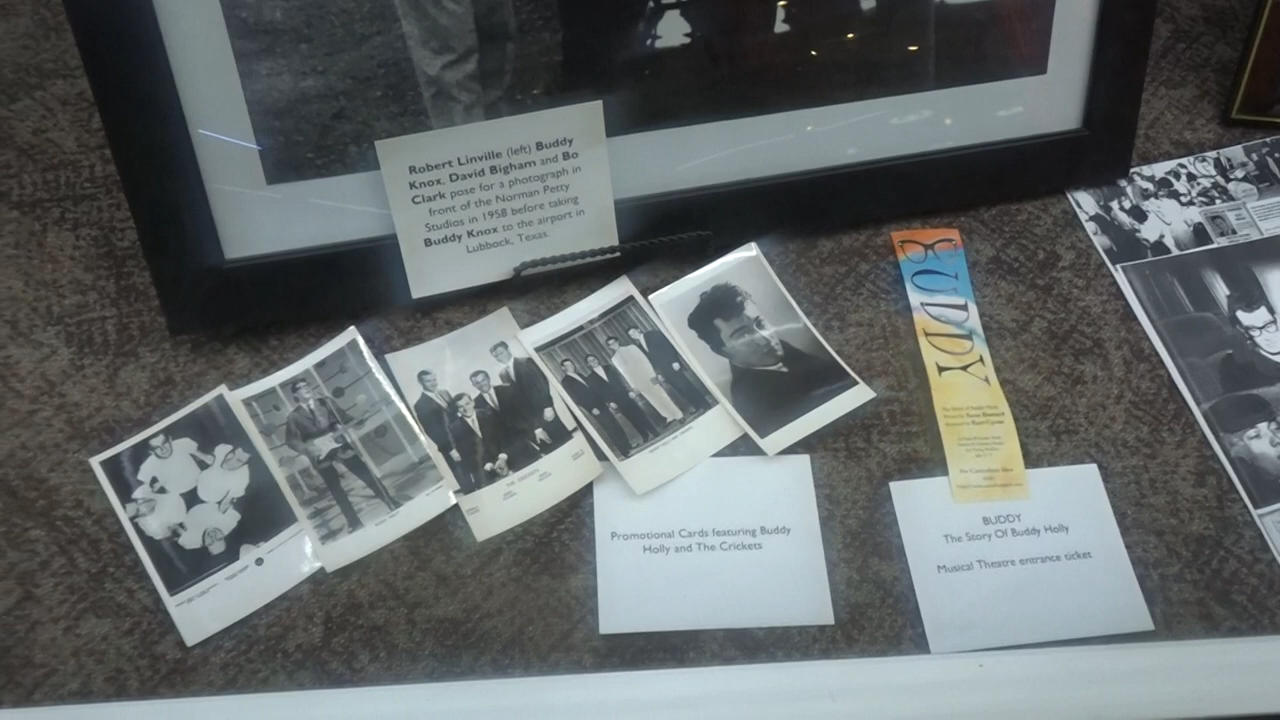 Robert Linville (left) Buddy
Knox, David Bigham and Bo
Clark pose for a photograph in
front of the Norman Petty
Studios in 1958 before taking
Buddy Knox to the airport in
Lubbock, Texas.
THE CRICKETS
Promotional Cards featuring Buddy
Holly and The Crickets
BUDDY
BUDDY
The Story Of Buddy Holly
Musical Theatre entrance ticket